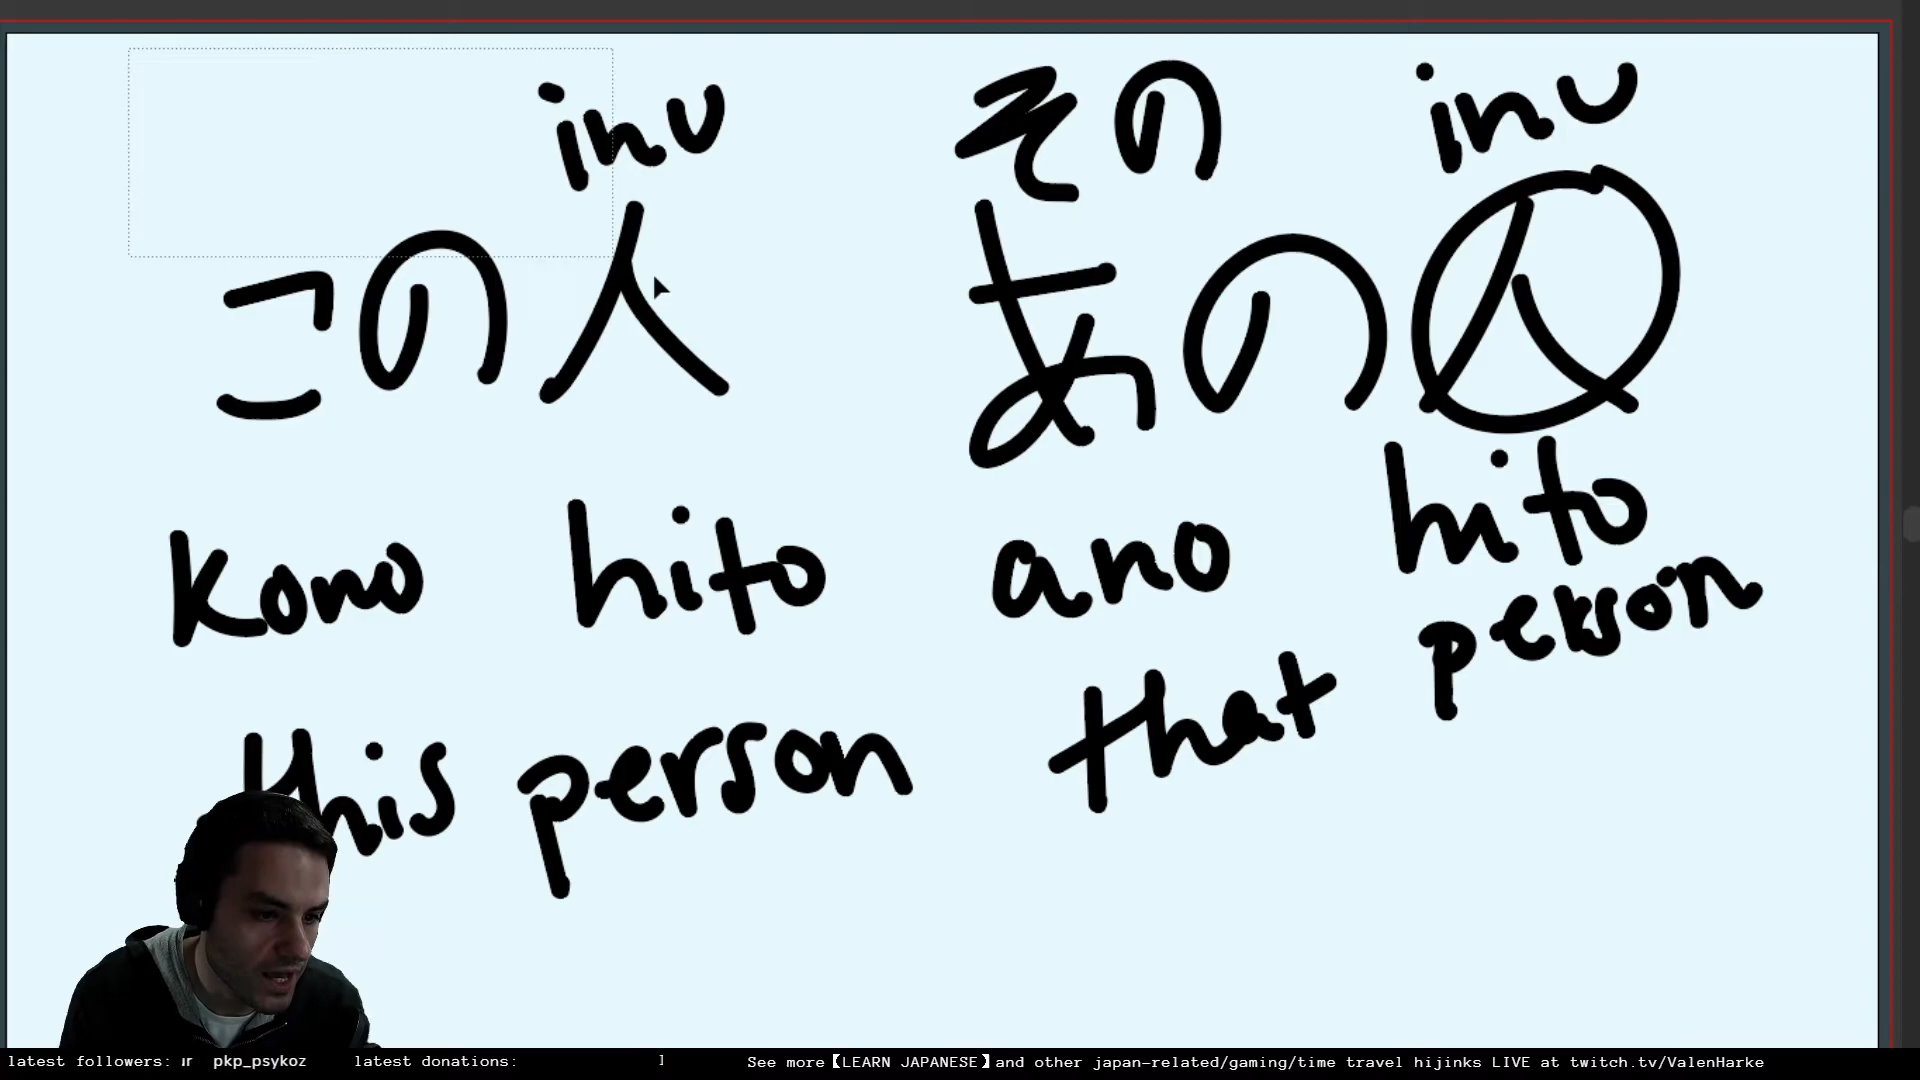 inu その inu
この人 あの人
kono hito ano hito
this person that person
latest followers: ur pkp_psykoz latest donations: ] See more【LEARN JAPANESE】and other japan-related/gaming/time travel hijinks LIVE at twitch.tv/ValenHarke